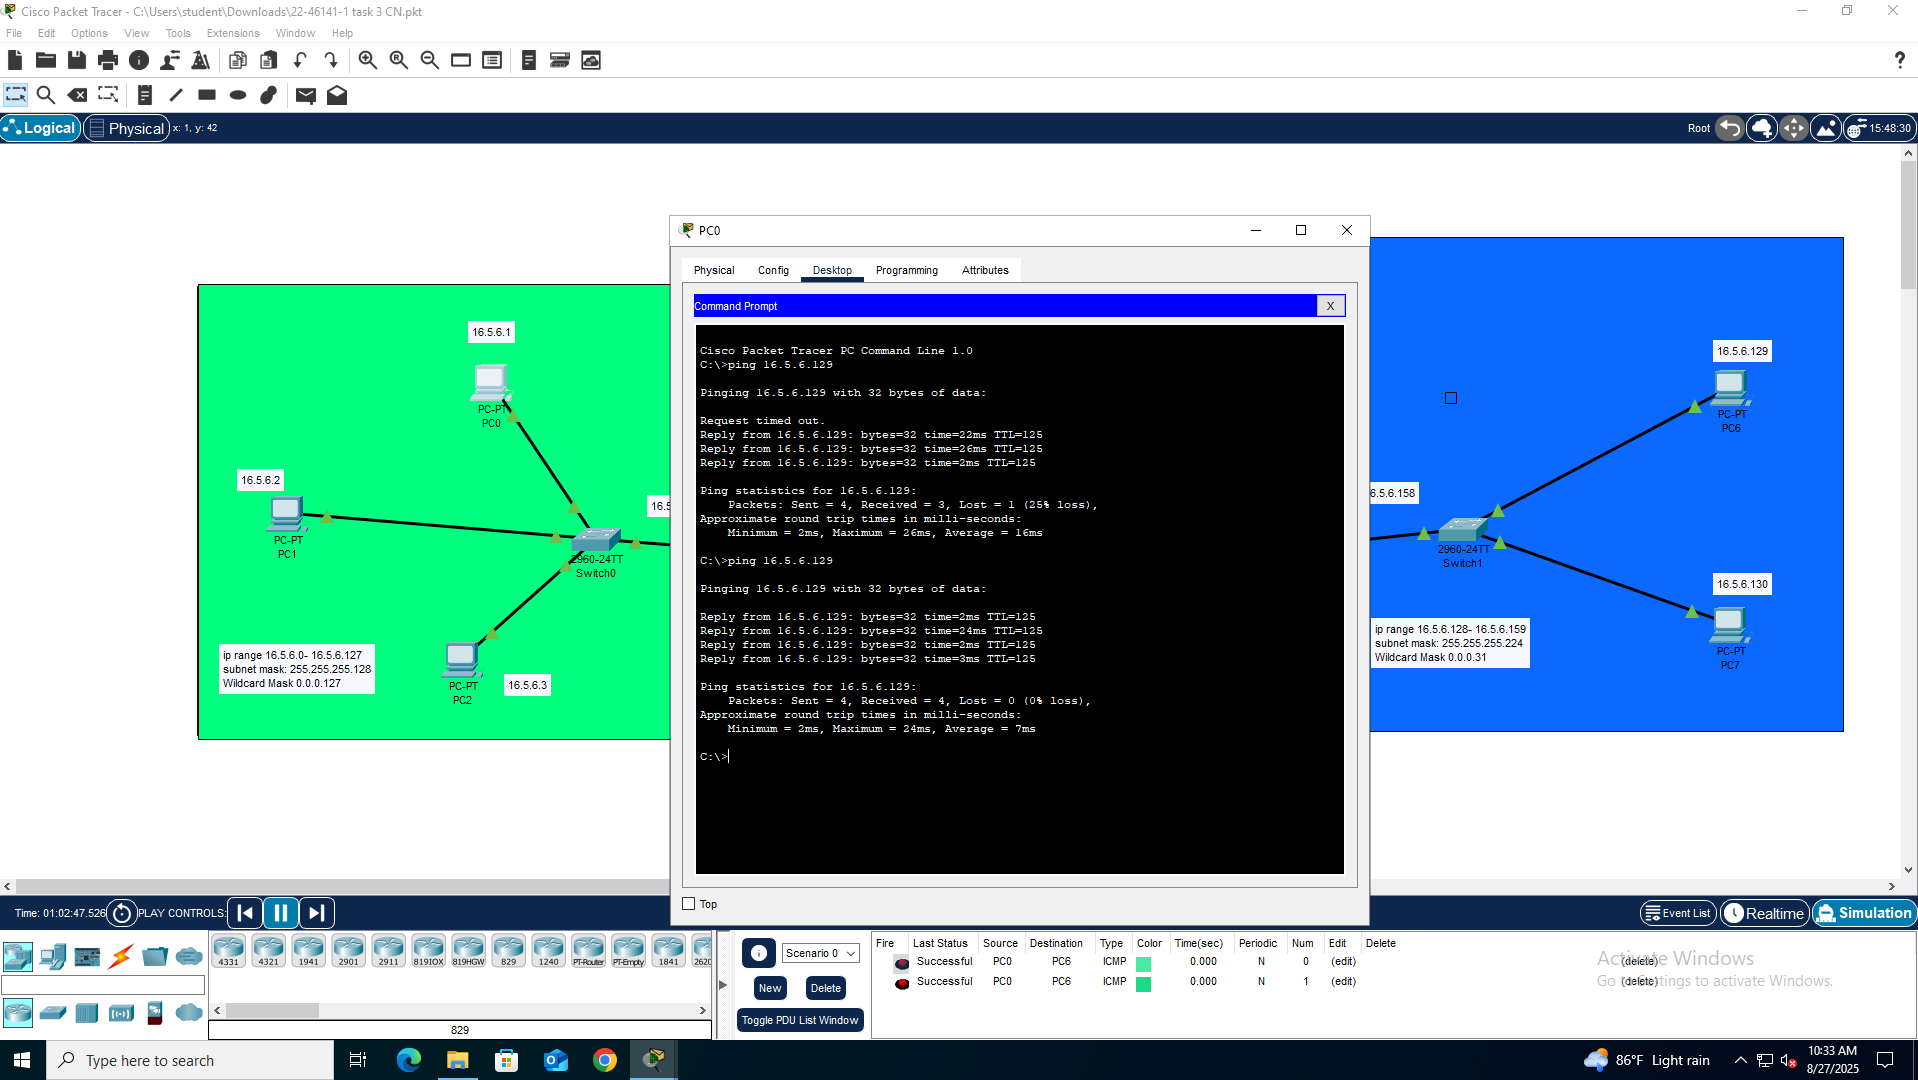 Cisco Packet Tracer - C:\Users\student\Downloads\22-46141-1 task 3 CN.pkt
File Edit Options View Tools Extensions Window Help
Logical Physical x: 1, y: 42 Root 15:48:30
PC0
Physical Config Desktop Programming Attributes
Command Prompt X
Cisco Packet Tracer PC Command Line 1.0
C:\>ping 16.5.6.129
Pinging 16.5.6.129 with 32 bytes of data:
Request timed out.
Reply from 16.5.6.129: bytes=32 time=22ms TTL=125
Reply from 16.5.6.129: bytes=32 time=26ms TTL=125
Reply from 16.5.6.129: bytes=32 time=2ms TTL=125
Ping statistics for 16.5.6.129:
Packets: Sent = 4, Received = 3, Lost = 1 (25% loss),
Approximate round trip times in milli-seconds:
Minimum = 2ms, Maximum = 26ms, Average = 16ms
C:\>ping 16.5.6.129
Pinging 16.5.6.129 with 32 bytes of data:
Reply from 16.5.6.129: bytes=32 time=2ms TTL=125
Reply from 16.5.6.129: bytes=32 time=24ms TTL=125
Reply from 16.5.6.129: bytes=32 time=2ms TTL=125
Reply from 16.5.6.129: bytes=32 time=3ms TTL=125
Ping statistics for 16.5.6.129:
Packets: Sent = 4, Received = 4, Lost = 0 (0% loss),
Approximate round trip times in milli-seconds:
Minimum = 2ms, Maximum = 24ms, Average = 7ms
C:\>
Top
16.5.6.1
PC-PT
PC0
16.5.6.2
PC-PT
PC1
16.5
2960-24TT
Switch0
PC-PT
PC2
16.5.6.3
ip range 16.5.6.0- 16.5.6.127
subnet mask: 255.255.255.128
Wildcard Mask 0.0.0.127
16.5.6.129
PC-PT
PC6
6.5.6.158
2960-24TT
Switch1
16.5.6.130
PC-PT
PC7
ip range 16.5.6.128- 16.5.6.159
subnet mask: 255.255.255.224
Wildcard Mask 0.0.0.31
Time: 01:02:47.526 PLAY CONTROLS: Event List Realtime Simulation
4331 4321 1941 2901 2911 819IOX 819HGW 829 1240 PT-Router PT-Empty 1841 2620
829
Scenario 0
New Delete
Toggle PDU List Window
Fire Last Status Source Destination Type Color Time(sec) Periodic Num Edit Delete
Successful PC0 PC6 ICMP 0.000 N 0 (edit) (delete)
Successful PC0 PC6 ICMP 0.000 N 1 (edit) (delete)
Activate Windows
Go to Settings to activate Windows.
Type here to search
86°F Light rain
10:33 AM
8/27/2025